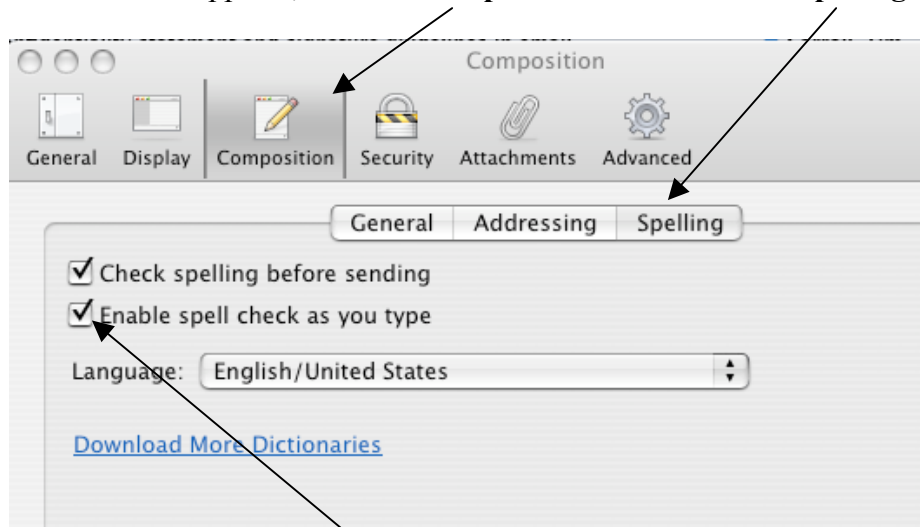 Composition
General Display Composition Security Attachments Advanced
General Addressing Spelling
Check spelling before sending
Enable spell check as you type
Language: English/United States
Download More Dictionaries